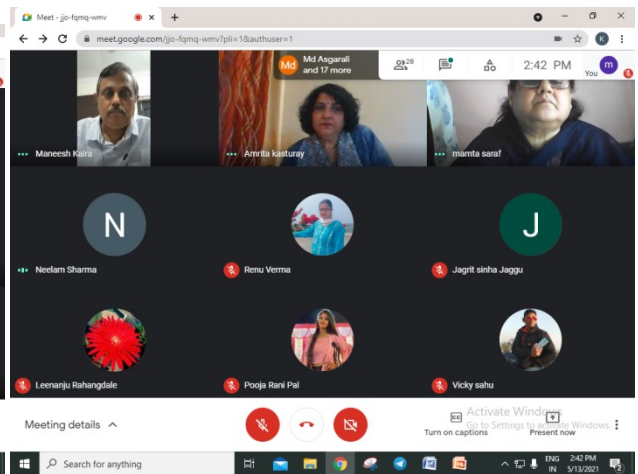 Meet - jjo-fqmq-wmv
meet.google.com/jjo-fqmq-wmv?pli=1&authuser=1
K
Md
Md Asgarali
and 17 more
28
2:42 PM
You
m
Maneesh Kalra
Amrita kasturay
mamta saraf
N
J
Neelam Sharma
Renu Verma
Jagrit sinha Jaggu
Leenanju Rahangdale
Pooja Rani Pal
Vicky sahu
Meeting details
CC
Turn on captions
Present now
Activate Windows
Go to Settings to activate Windows.
Search for anything
ENG
IN
2:42 PM
5/13/2021